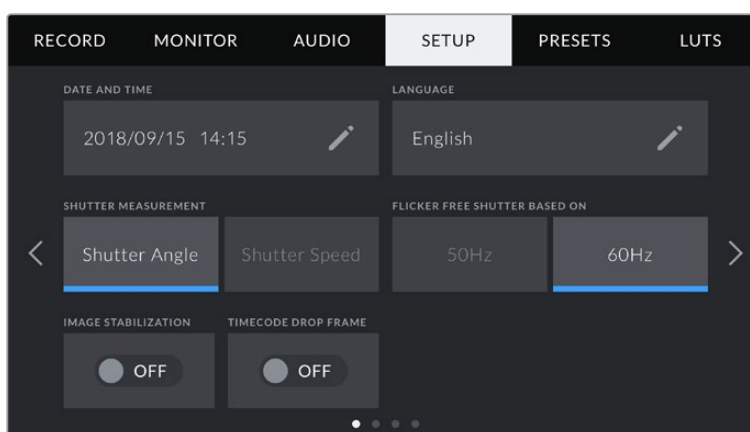 RECORD MONITOR AUDIO SETUP PRESETS LUTS
DATE AND TIME LANGUAGE
2018/09/15 14:15 English
SHUTTER MEASUREMENT FLICKER FREE SHUTTER BASED ON
Shutter Angle Shutter Speed 50Hz 60Hz
IMAGE STABILIZATION TIMECODE DROP FRAME
OFF OFF